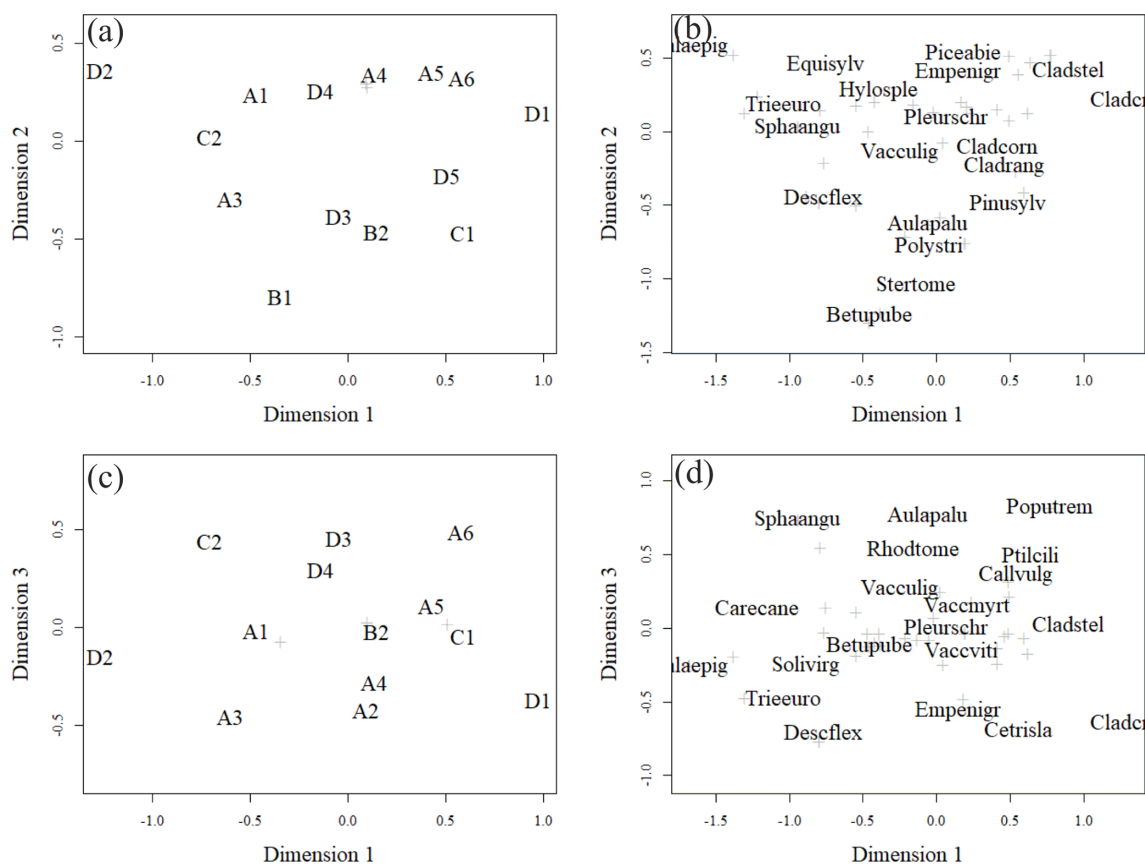 (a)
0.5
0.0
-0.5
-1.0
Dimension 2
D2
A1
D4
A4
A5
A6
D1
C2
D5
A3
D3
B2
C1
B1
-1.0 -0.5 0.0 0.5 1.0
Dimension 1
(b)
0.5
0.0
-0.5
-1.0
-1.5
Dimension 2
nlaepig
Equisylv
Piceabie
Empenigr
Cladstel
Hylosple
Cladcr
Trieeuro
Pleurschr
Sphaangu
Vacculig
Cladcorn
Cladrang
Descflex
Pinusylv
Aulapalu
Polystri
Stertome
Betupube
-1.5 -1.0 -0.5 0.0 0.5 1.0
Dimension 1
(c)
0.5
0.0
-0.5
Dimension 3
C2
D3
A6
D4
A5
A1
B2
C1
D2
A4
A2
A3
D1
-1.0 -0.5 0.0 0.5 1.0
Dimension 1
(d)
1.0
0.5
0.0
-0.5
-1.0
Dimension 3
Sphaangu
Aulapalu
Poputrem
Rhodtome
Ptilcili
Callvulg
Vacculig
Carecane
Vaccmyrt
Pleurschr
Cladstel
Betupube
Vaccviti
nlaepig
Solivirg
Trieeuro
Empenigr
Cladcr
Descflex
Cetrisla
-1.5 -1.0 -0.5 0.0 0.5 1.0
Dimension 1